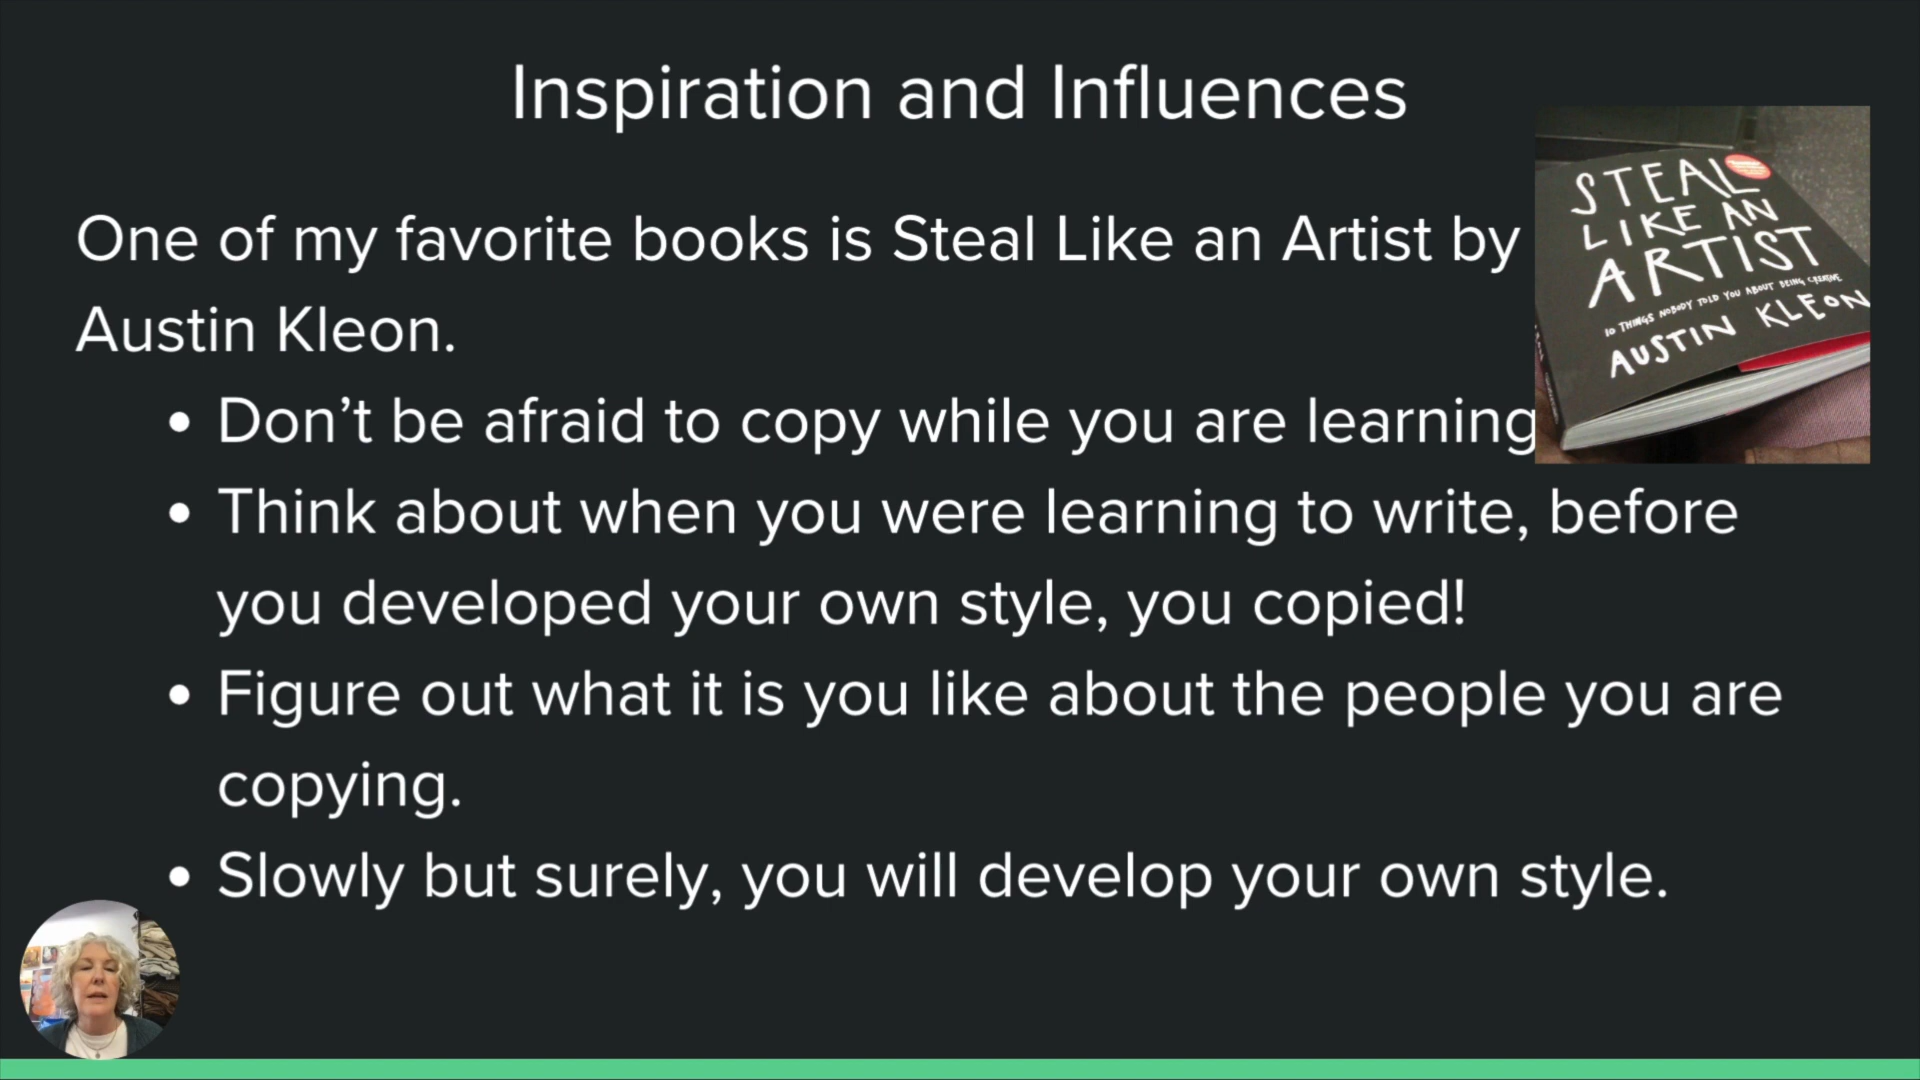 Inspiration and Influences
One of my favorite books is Steal Like an Artist by
Austin Kleon.
• Don’t be afraid to copy while you are learning
• Think about when you were learning to write, before
you developed your own style, you copied!
• Figure out what it is you like about the people you are
copying.
• Slowly but surely, you will develop your own style.
STEAL
LIKE AN
ARTIST
10 THINGS NOBODY TOLD YOU ABOUT BEING CREATIVE
AUSTIN KLEON